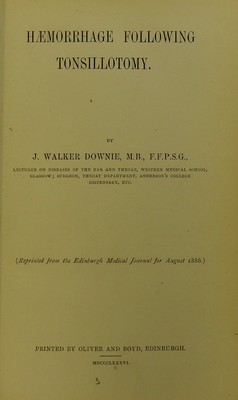 HÆMORRHAGE FOLLOWING
TONSILLOTOMY.
BY
J. WALKER DOWNIE, M.B., F.F.P.S.G.,
LECTURER ON DISEASES OF THE EAR AND THROAT, WESTERN MEDICAL SCHOOL,
GLASGOW; SURGEON, THROAT DEPARTMENT, ANDERSON'S COLLEGE
DISPENSARY, ETC.
(Reprinted from the Edinburgh Medical Journal for August 1886.)
PRINTED BY OLIVER AND BOYD, EDINBURGH.
MDCCCLXXXVI.